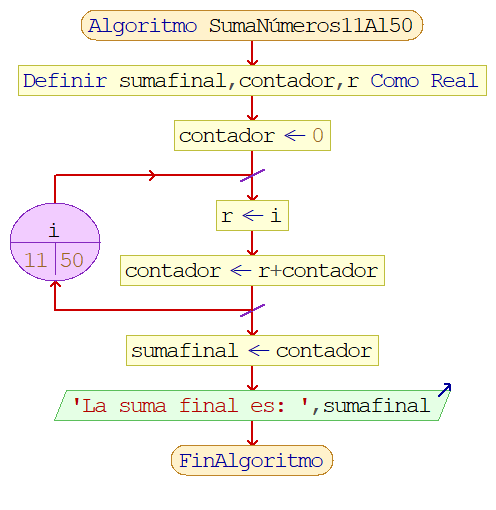 Algoritmo SumaNúmeros11Al50
Definir sumafinal,contador,r Como Real
contador ← 0
i
11 50
r ← i
contador ← r+contador
sumafinal ← contador
'La suma final es: ',sumafinal
FinAlgoritmo